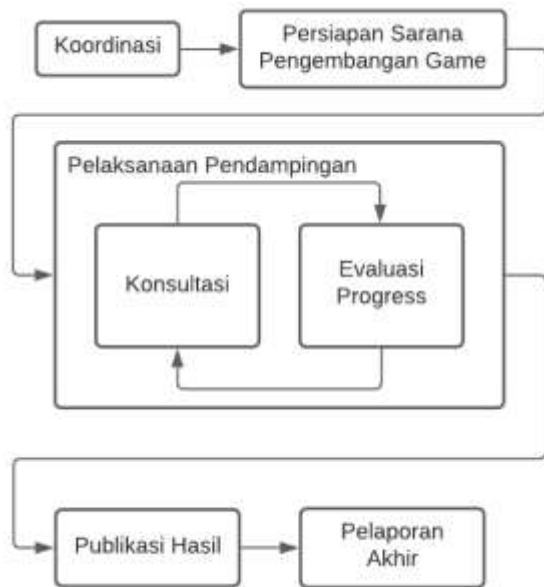 Koordinasi
Persiapan Sarana
Pengembangan Game
Pelaksanaan Pendampingan
Konsultasi
Evaluasi
Progress
Publikasi Hasil
Pelaporan
Akhir